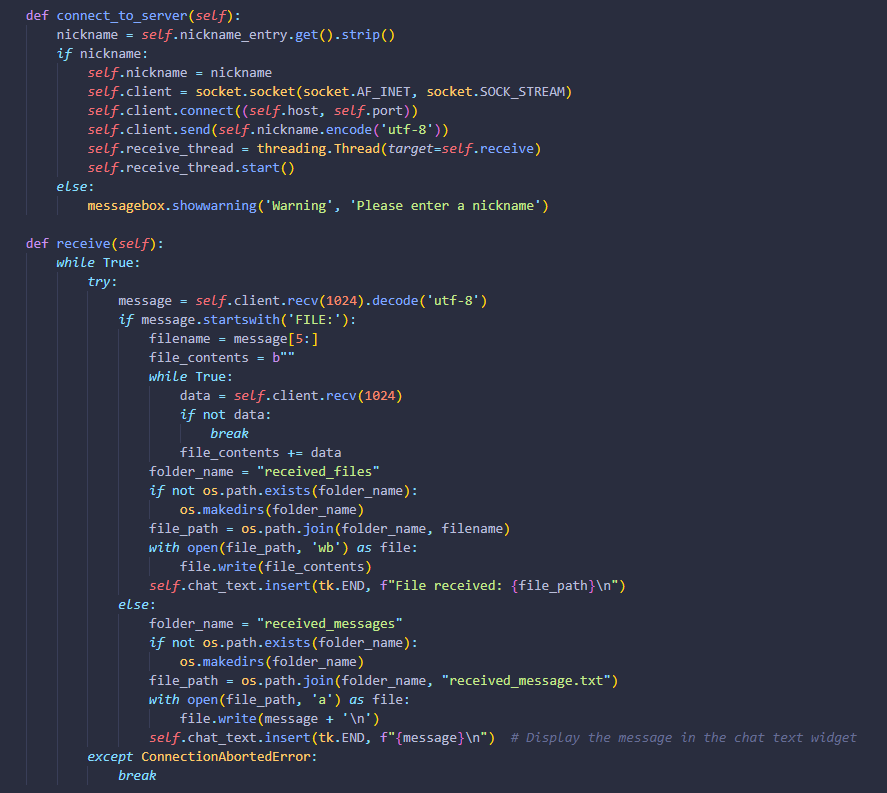 def connect_to_server(self):
    nickname = self.nickname_entry.get().strip()
    if nickname:
        self.nickname = nickname
        self.client = socket.socket(socket.AF_INET, socket.SOCK_STREAM)
        self.client.connect((self.host, self.port))
        self.client.send(self.nickname.encode('utf-8'))
        self.receive_thread = threading.Thread(target=self.receive)
        self.receive_thread.start()
    else:
        messagebox.showwarning('Warning', 'Please enter a nickname')

def receive(self):
    while True:
        try:
            message = self.client.recv(1024).decode('utf-8')
            if message.startswith('FILE:'):
                filename = message[5:]
                file_contents = b""
                while True:
                    data = self.client.recv(1024)
                    if not data:
                        break
                    file_contents += data
                folder_name = "received_files"
                if not os.path.exists(folder_name):
                    os.makedirs(folder_name)
                file_path = os.path.join(folder_name, filename)
                with open(file_path, 'wb') as file:
                    file.write(file_contents)
                self.chat_text.insert(tk.END, f"File received: {file_path}\n")
            else:
                folder_name = "received_messages"
                if not os.path.exists(folder_name):
                    os.makedirs(folder_name)
                file_path = os.path.join(folder_name, "received_message.txt")
                with open(file_path, 'a') as file:
                    file.write(message + '\n')
                self.chat_text.insert(tk.END, f"{message}\n")  # Display the message in the chat text widget
        except ConnectionAbortedError:
            break